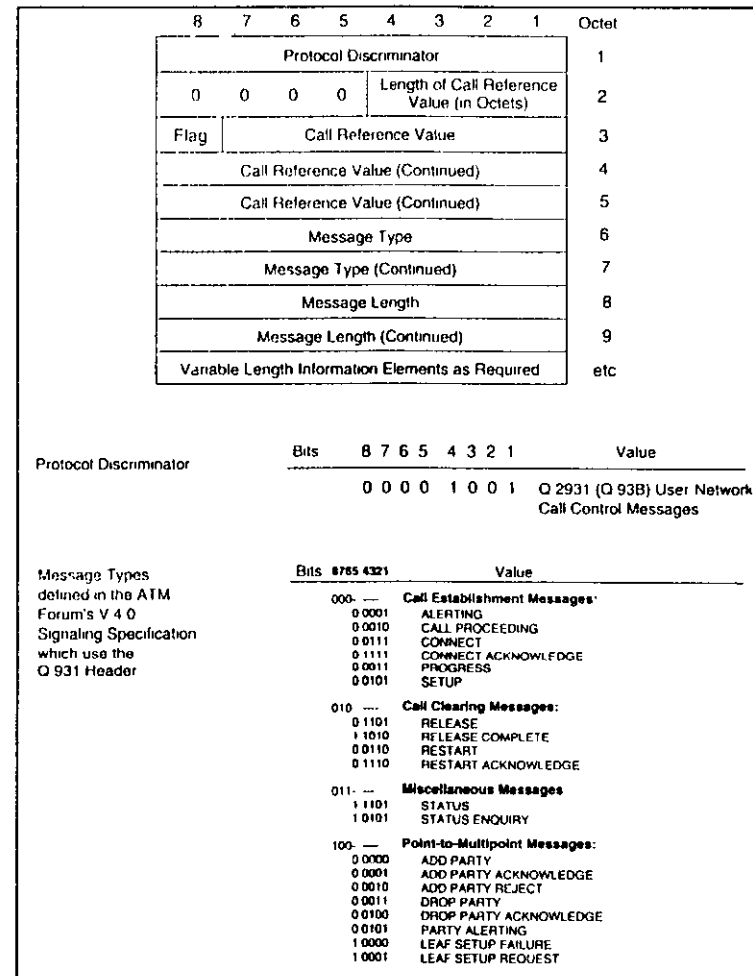 8 7 6 5 4 3 2 1 Octet
Protocol Discriminator 1
0 0 0 0 Length of Call Reference Value (in Octets) 2
Flag Call Reference Value 3
Call Reference Value (Continued) 4
Call Reference Value (Continued) 5
Message Type 6
Message Type (Continued) 7
Message Length 8
Message Length (Continued) 9
Variable Length Information Elements as Required etc
Protocol Discriminator
Bits 8 7 6 5 4 3 2 1 Value
0 0 0 0 1 0 0 1 Q 2931 (Q 93B) User Network
Call Control Messages
Message Types
defined in the ATM
Forum's V 4 0
Signaling Specification
which use the
Q 931 Header
Bits 8765 4321 Value
000- --- Call Establishment Messages:
0 0001 ALERTING
0 0010 CALL PROCEEDING
0 0111 CONNECT
0 1111 CONNECT ACKNOWLEDGE
0 0011 PROGRESS
0 0101 SETUP
010 --- Call Clearing Messages:
0 1101 RELEASE
1 1010 RELEASE COMPLETE
0 0110 RESTART
0 1110 RESTART ACKNOWLEDGE
011- --- Miscellaneous Messages
1 1101 STATUS
1 0101 STATUS ENQUIRY
100- --- Point-to-Multipoint Messages:
0 0000 ADD PARTY
0 0001 ADD PARTY ACKNOWLEDGE
0 0010 ADD PARTY REJECT
0 0011 DROP PARTY
0 0100 DROP PARTY ACKNOWLEDGE
0 0101 PARTY ALERTING
1 0000 LEAF SETUP FAILURE
1 0001 LEAF SETUP REQUEST